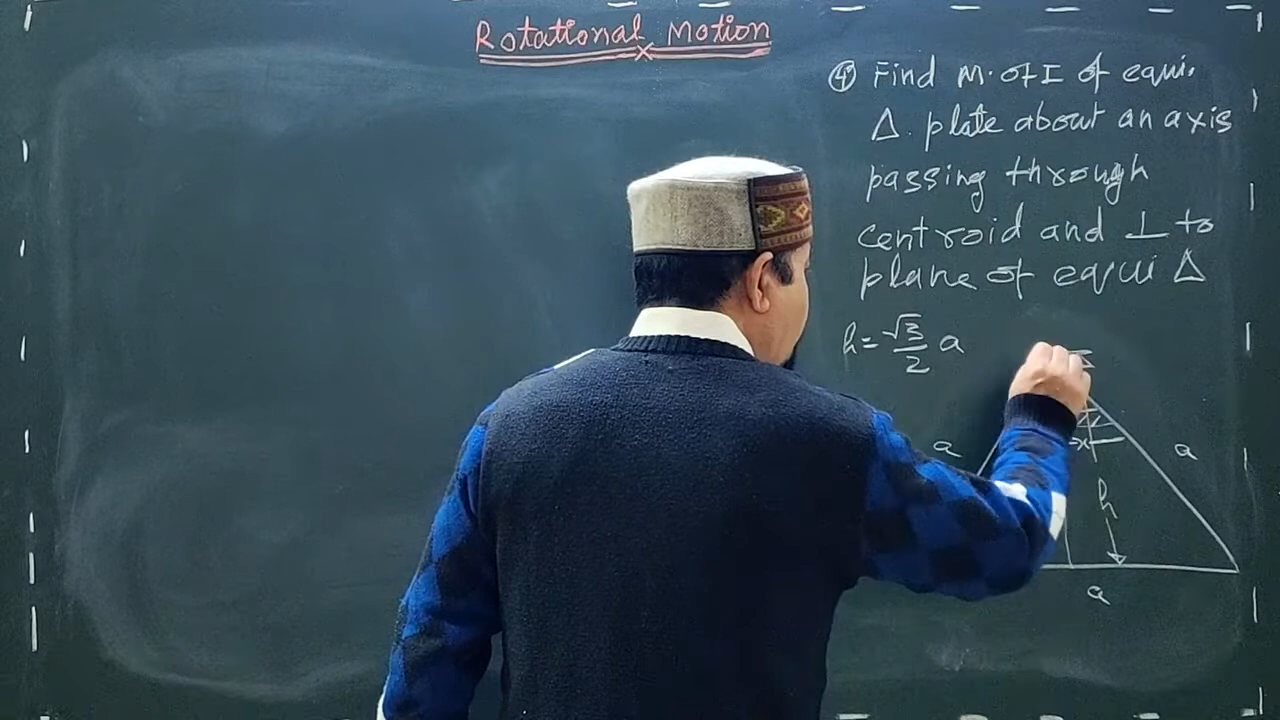 Rotational Motion
④ Find M. of I of equi.
Δ. plate about an axis
passing through
centroid and ⊥ to
plane of equi Δ
h = √3/2 a
a
a
x
h
a